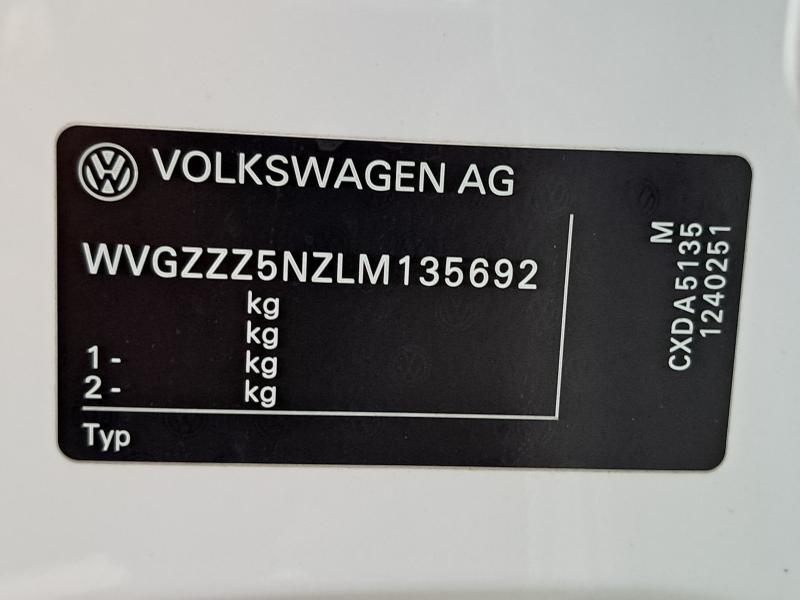 VOLKSWAGEN AG
WVGZZZ5NZLM135692
kg
kg
1- kg
2- kg
Typ
M
CXDA5135
1240251